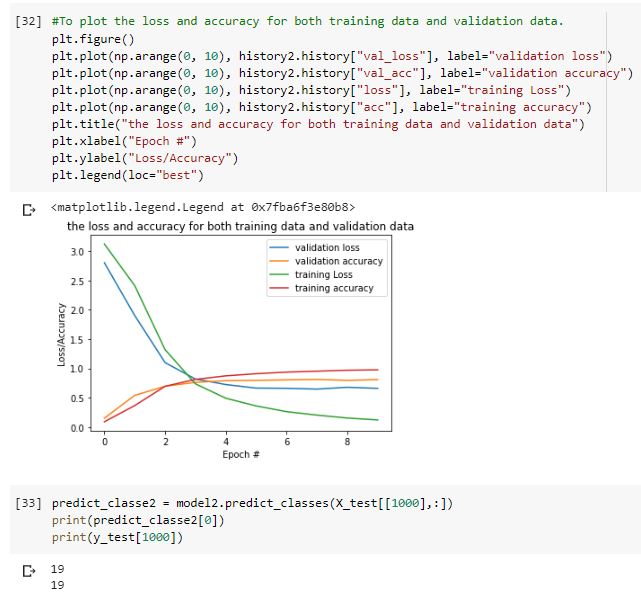 [32] #To plot the loss and accuracy for both training data and validation data.
plt.figure()
plt.plot(np.arange(0, 10), history2.history["val_loss"], label="validation loss")
plt.plot(np.arange(0, 10), history2.history["val_acc"], label="validation accuracy")
plt.plot(np.arange(0, 10), history2.history["loss"], label="training Loss")
plt.plot(np.arange(0, 10), history2.history["acc"], label="training accuracy")
plt.title("the loss and accuracy for both training data and validation data")
plt.xlabel("Epoch #")
plt.ylabel("Loss/Accuracy")
plt.legend(loc="best")
<matplotlib.legend.Legend at 0x7fba6f3e80b8>
the loss and accuracy for both training data and validation data
validation loss
validation accuracy
training Loss
training accuracy
3.0
2.5
2.0
1.5
1.0
0.5
0.0
Loss/Accuracy
0 2 4 6 8
Epoch #
[33] predict_classe2 = model2.predict_classes(X_test[[1000],:])
print(predict_classe2[0])
print(y_test[1000])
19
19